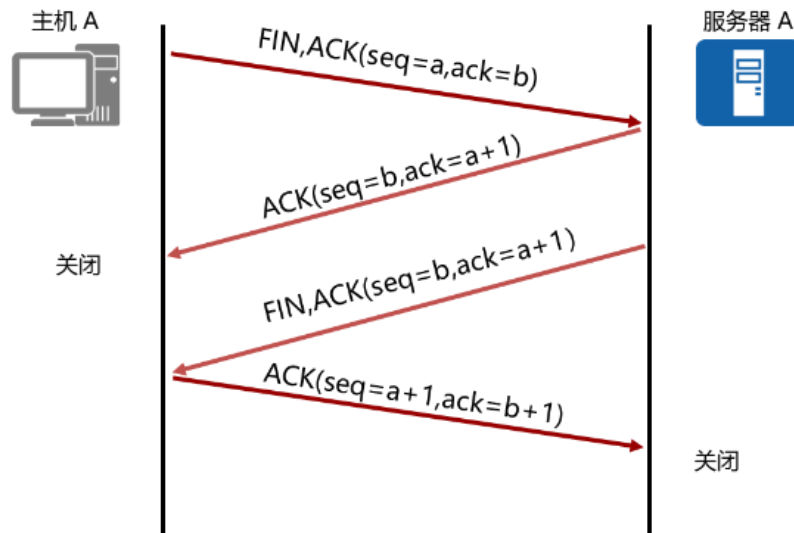 主机 A
服务器 A
FIN,ACK(seq=a,ack=b)
ACK(seq=b,ack=a+1)
关闭
FIN,ACK(seq=b,ack=a+1)
ACK(seq=a+1,ack=b+1)
关闭